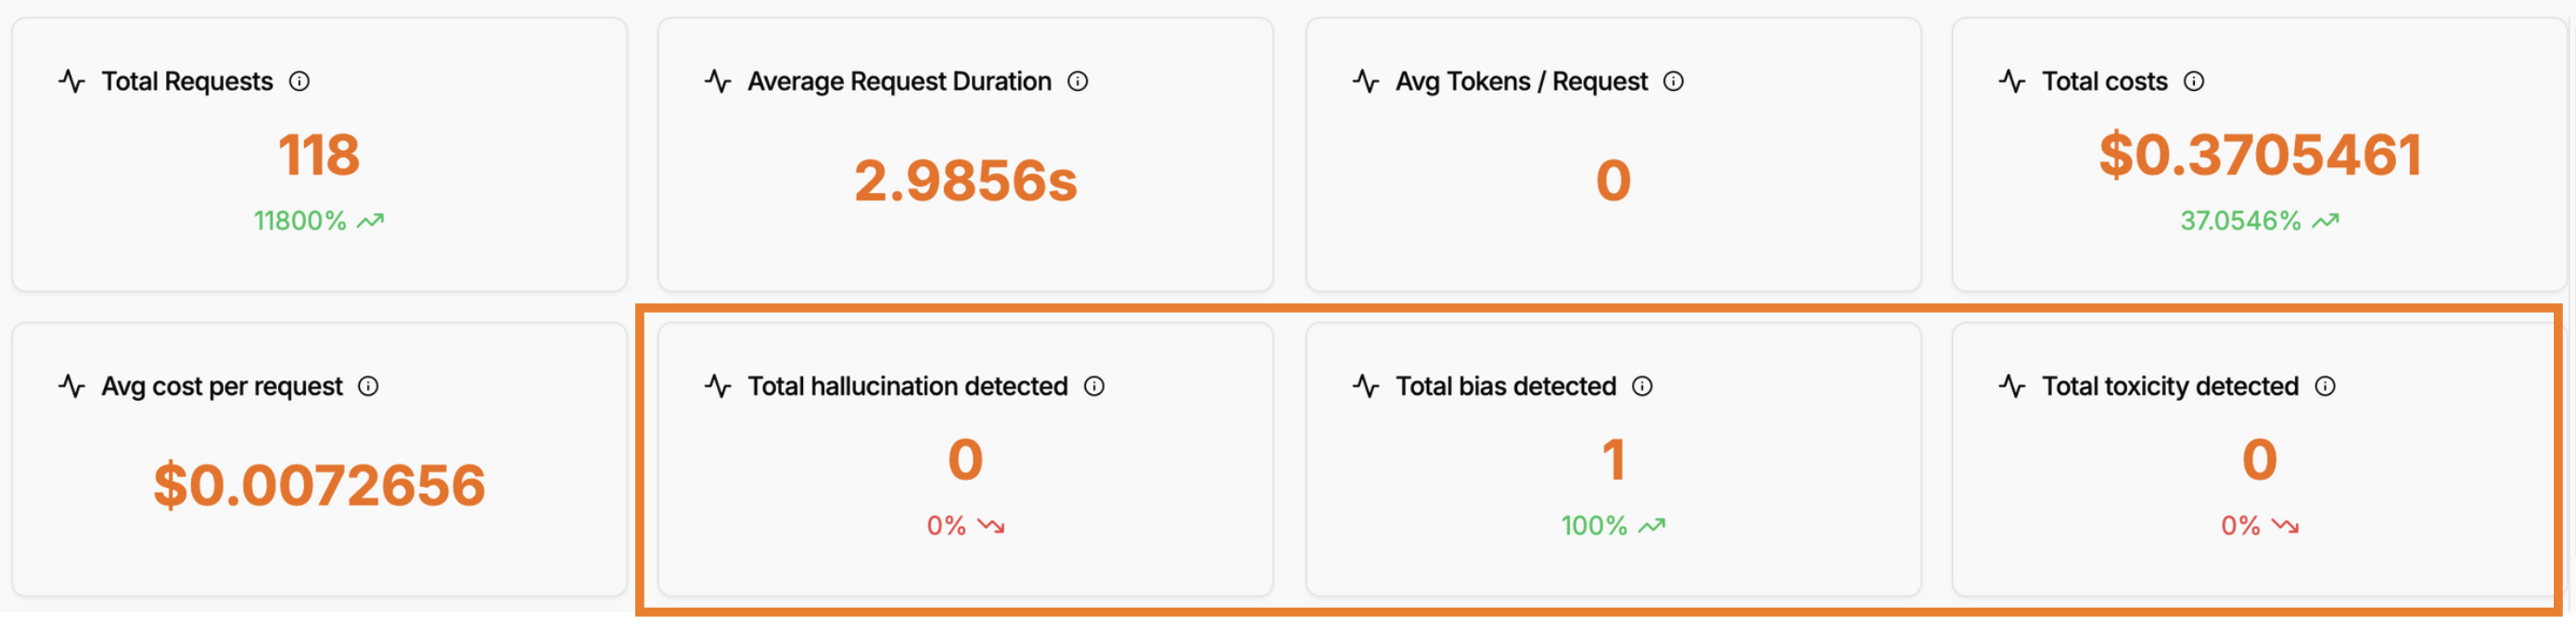 Total Requests
118
11800%
Average Request Duration
2.9856s
Avg Tokens / Request
0
Total costs
$0.3705461
37.0546%
Avg cost per request
$0.0072656
Total hallucination detected
0
0%
Total bias detected
1
100%
Total toxicity detected
0
0%